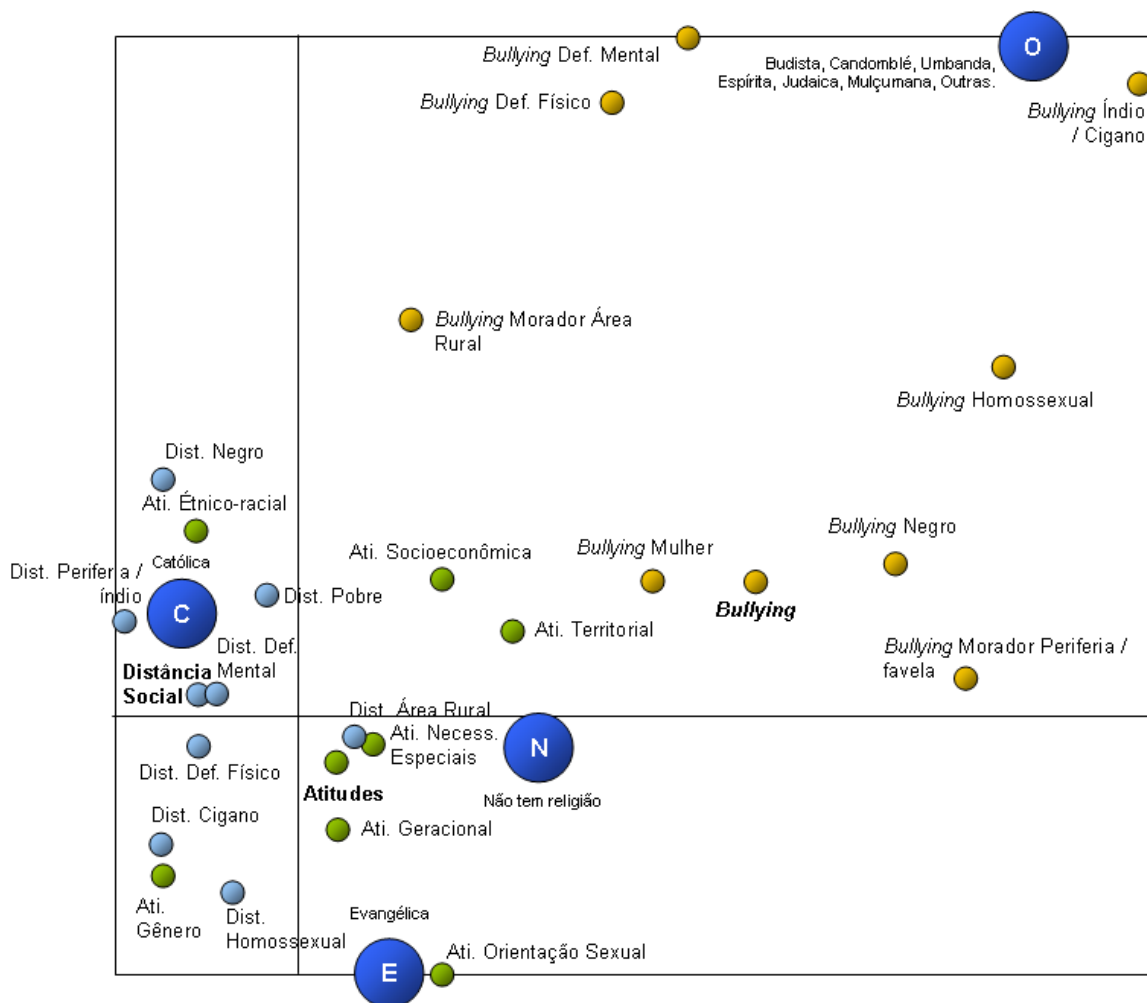 Bullying Def. Mental
O
Budista, Candomblé, Umbanda,
Espírita, Judaica, Mulçumana, Outras.
Bullying Def. Físico
Bullying Índio
/ Cigano
Bullying Morador Área
Rural
Bullying Homossexual
Dist. Negro
Ati. Étnico-racial
Bullying Negro
Ati. Socioeconômica
Bullying Mulher
Católica
Dist. Periferia /
índio
C
Dist. Pobre
Bullying
Ati. Territorial
Dist. Def.
Mental
Bullying Morador Periferia /
favela
Distância
Social
Dist. Área Rural
Ati. Necess.
Especiais
N
Dist. Def. Físico
Atitudes
Não tem religião
Dist. Cigano
Ati. Geracional
Ati.
Gênero
Dist.
Homossexual
Evangélica
E
Ati. Orientação Sexual